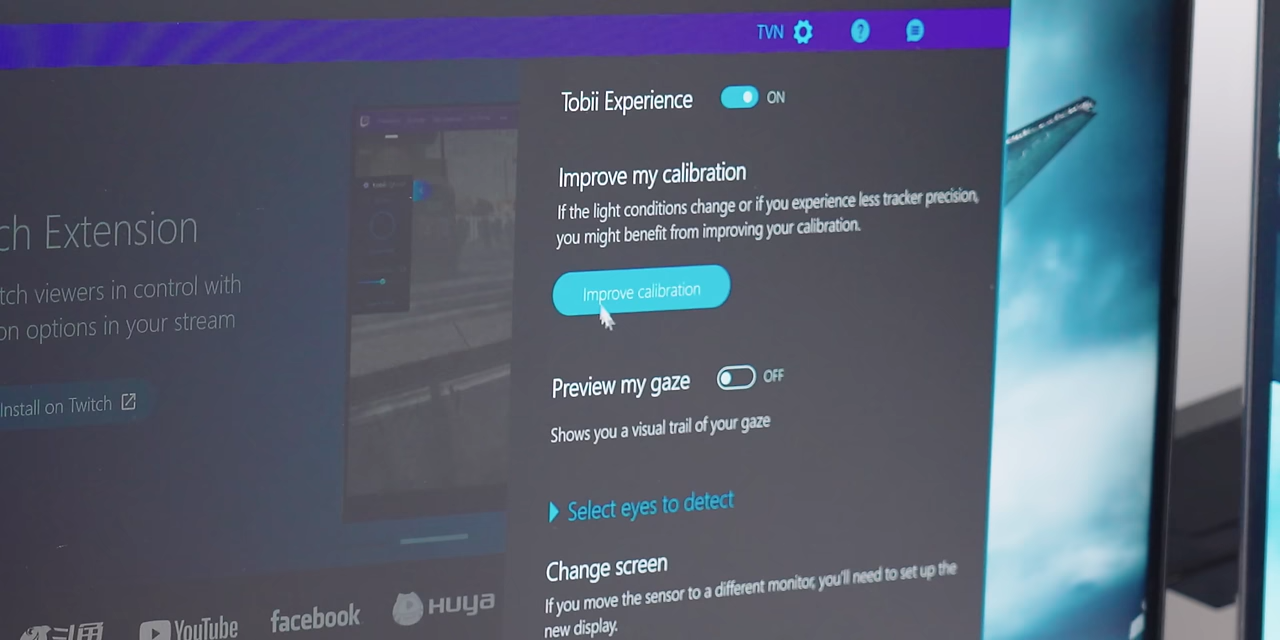 TVN
Tobii Experience ON
Improve my calibration
If the light conditions change or if you experience less tracker precision,
you might benefit from improving your calibration.
Improve calibration
Preview my gaze OFF
Shows you a visual trail of your gaze
Select eyes to detect
Change screen
If you move the sensor to a different monitor, you'll need to set up the
new display.
ch Extension
tch viewers in control with
on options in your stream
Install on Twitch
YouTube
facebook
HUYA